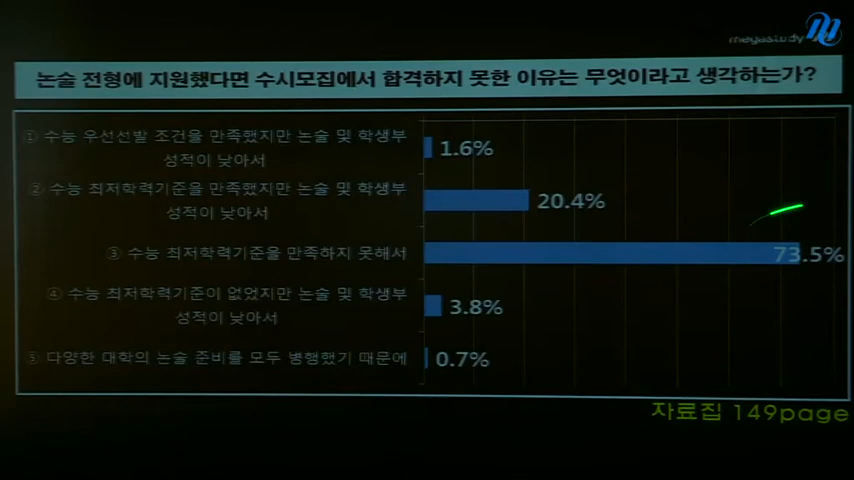 megastudy
논술 전형에 지원했다면 수시모집에서 합격하지 못한 이유는 무엇이라고 생각하는가?
① 수능 우선선발 조건을 만족했지만 논술 및 학생부
성적이 낮아서
1.6%
② 수능 최저학력기준을 만족했지만 논술 및 학생부
성적이 낮아서
20.4%
③ 수능 최저학력기준을 만족하지 못해서
73.5%
④ 수능 최저학력기준이 없었지만 논술 및 학생부
성적이 낮아서
3.8%
⑤ 다양한 대학의 논술 준비를 모두 병행했기 때문에
0.7%
자료집 149page